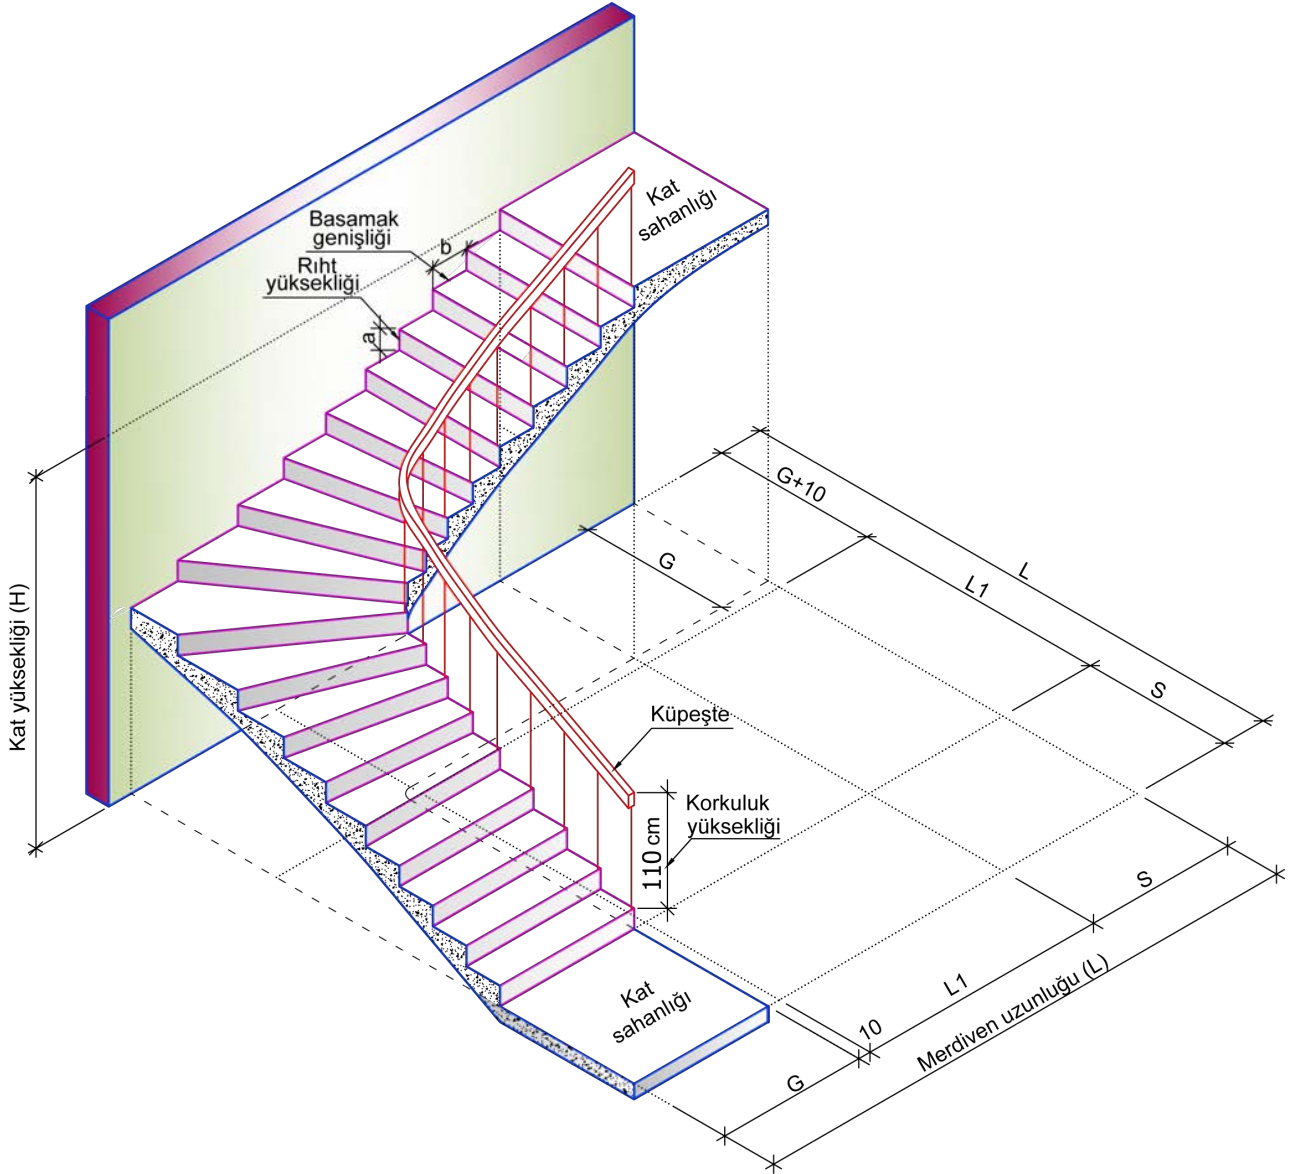 Kat
sahanlığı
Basamak
genişliği
b
Rıht
yüksekliği
a
G+10
L
G
L1
S
Kat yüksekliği (H)
Küpeşte
Korkuluk
yüksekliği
110 cm
S
L1
Merdiven uzunluğu (L)
10
G
Kat
sahanlığı